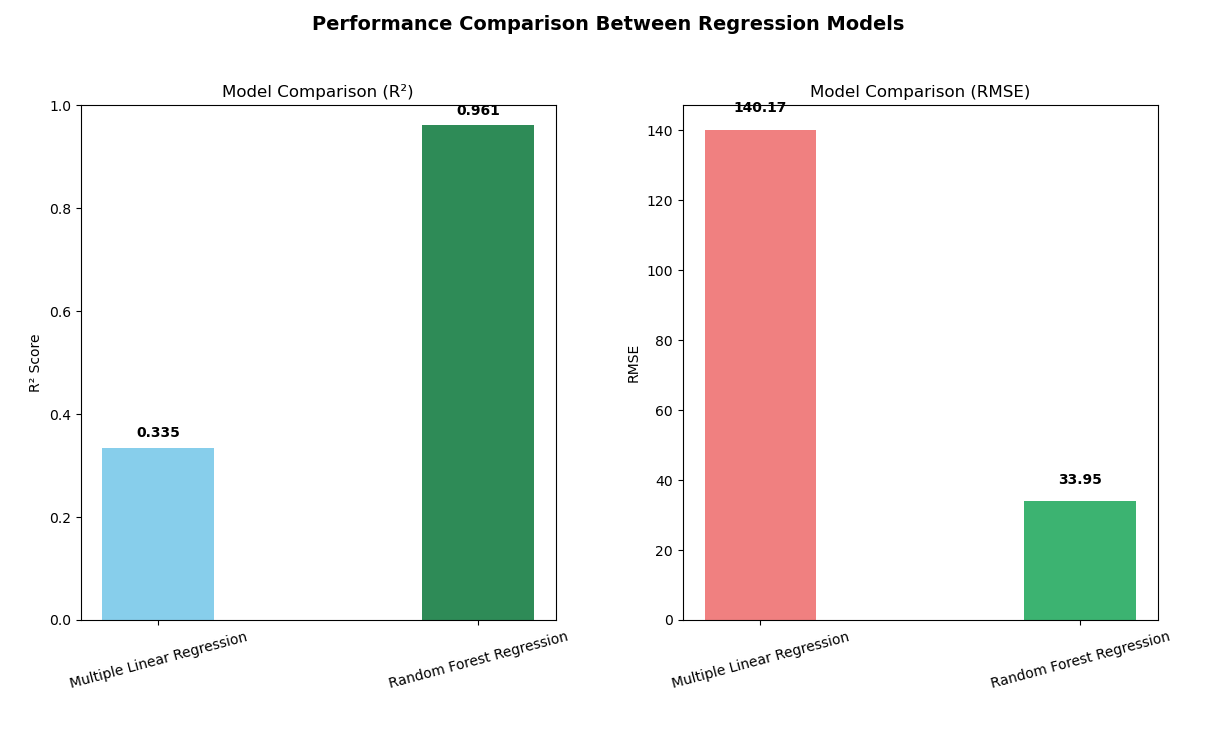 Performance Comparison Between Regression Models
Model Comparison (R²)
1.0
0.8
0.6
0.4
0.2
0.0
R² Score
0.335
0.961
Multiple Linear Regression
Random Forest Regression
Model Comparison (RMSE)
140
120
100
80
60
40
20
0
RMSE
140.17
33.95
Multiple Linear Regression
Random Forest Regression